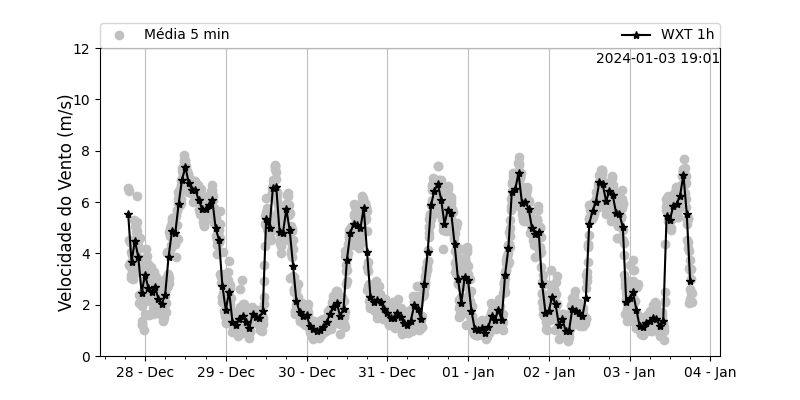 Média 5 min
WXT 1h
2024-01-03 19:01
Velocidade do Vento (m/s)
12
10
8
6
4
2
0
28 - Dec
29 - Dec
30 - Dec
31 - Dec
01 - Jan
02 - Jan
03 - Jan
04 - Jan